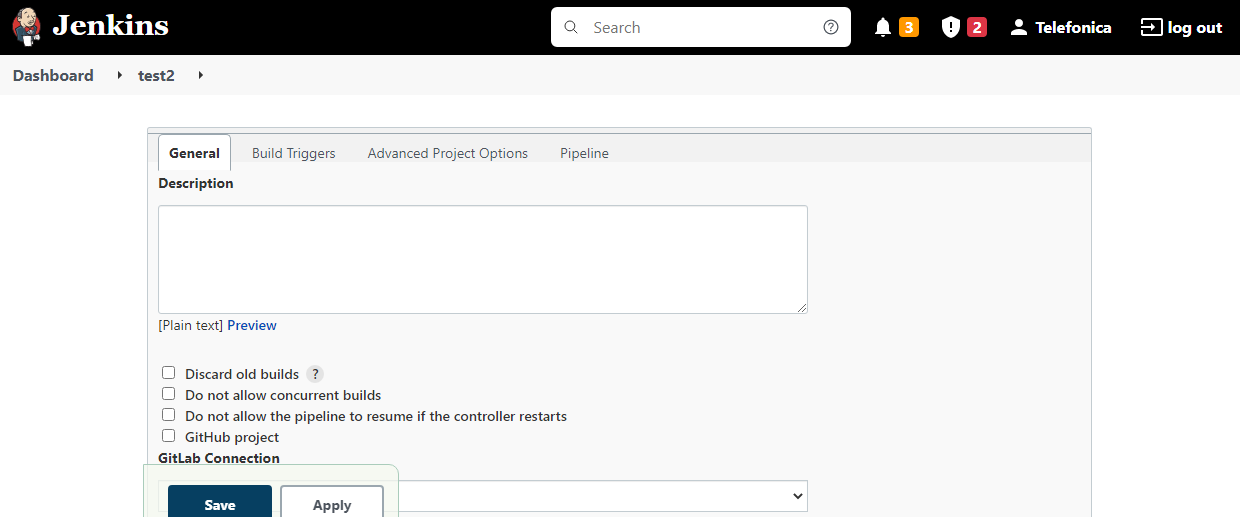 Jenkins
Search
3
2
Telefonica
log out
Dashboard
test2
General
Build Triggers
Advanced Project Options
Pipeline
Description
[Plain text] Preview
Discard old builds ?
Do not allow concurrent builds
Do not allow the pipeline to resume if the controller restarts
GitHub project
GitLab Connection
Save
Apply